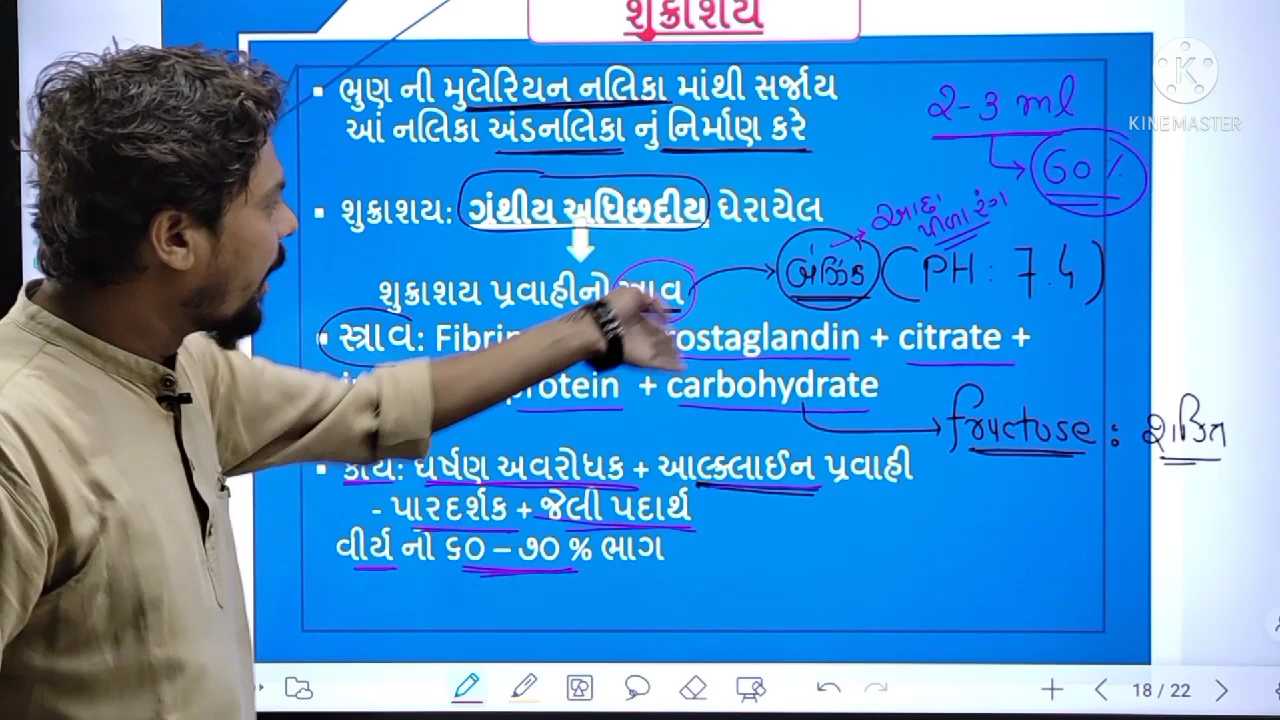 શુક્રાશય
▪ ભ્રુણ ની મુલેરિયન નલિકા માંથી સર્જાય
આં નલિકા અંડનલિકા નું નિર્માણ કરે
2-3 ml
60 %
KINEMASTER
▪ શુક્રાશય: ગંથીય અધિછદીય ઘેરાયેલ
આછા પીળા રંગ
શુક્રાશય પ્રવાહીનો સ્ત્રાવ
બેઝિક (PH: 7.4)
▪ સ્ત્રાવ: Fibrin rostaglandin + citrate +
protein + carbohydrate
fructose : શક્તિ
▪ કાર્ય: ઘર્ષણ અવરોધક + આલ્ક્લાઈન પ્રવાહી
- પારદર્શક + જેલી પદાર્થ
વીર્ય નો ૬૦ – ૭૦ % ભાગ
18 / 22